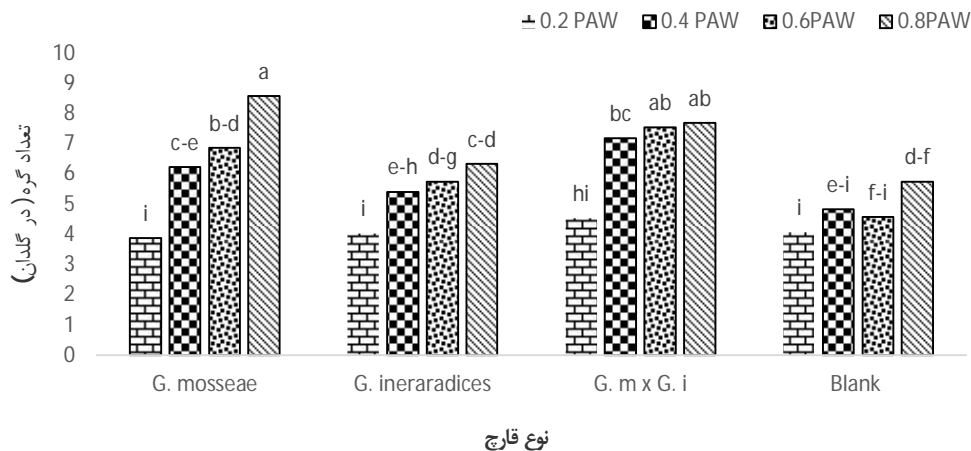 0.2 PAW 0.4 PAW 0.6PAW 0.8PAW
10
9
8
7
6
5
4
3
2
1
0
تعداد گره (در گلدان)
i c-e b-d a
i e-h d-g c-d
hi bc ab ab
i e-i f-i d-f
G. mosseae G. ineraradices G. m x G. i Blank
نوع قارچ